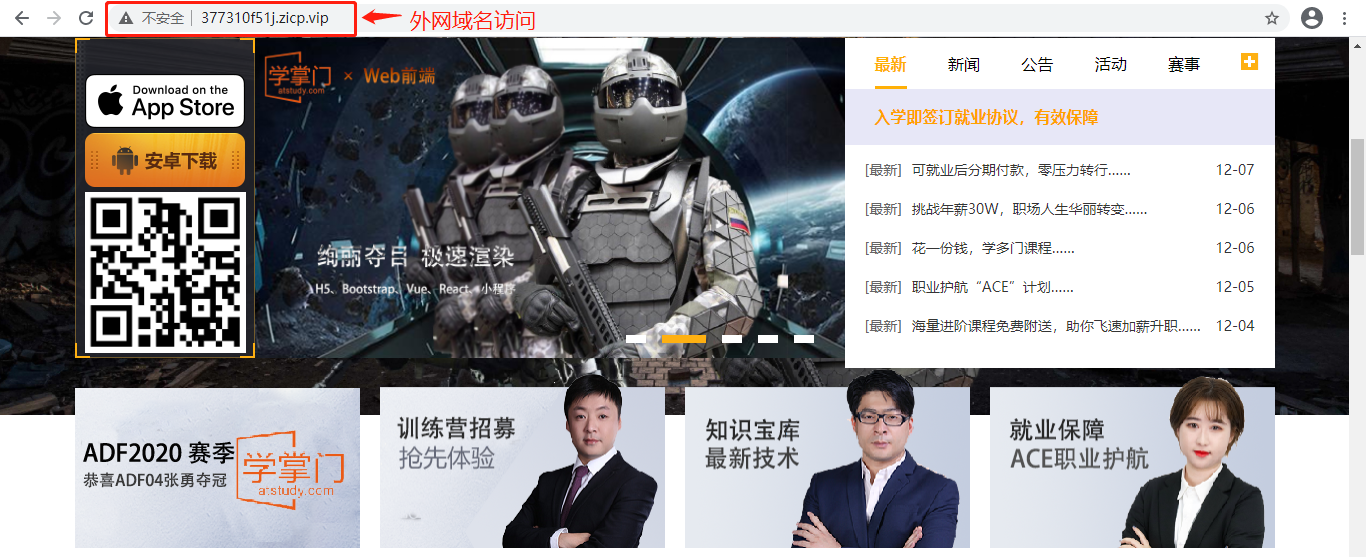 不安全 | 377310f51j.zicp.vip
外网域名访问
Download on the
App Store
安卓下载
学掌门 × Web前端
atstudy.com
绚丽夺目 极速渲染
H5、Bootstrap、Vue、React、小程序
最新 新闻 公告 活动 赛事
入学即签订就业协议，有效保障
[最新] 可就业后分期付款，零压力转行…… 12-07
[最新] 挑战年薪30W，职场人生华丽转变…… 12-06
[最新] 花一份钱，学多门课程…… 12-06
[最新] 职业护航“ACE”计划…… 12-05
[最新] 海量进阶课程免费附送，助你飞速加薪升职…… 12-04
ADF2020 赛季
恭喜ADF04张勇夺冠
学掌门
atstudy.com
训练营招募
抢先体验
知识宝库
最新技术
就业保障
ACE职业护航